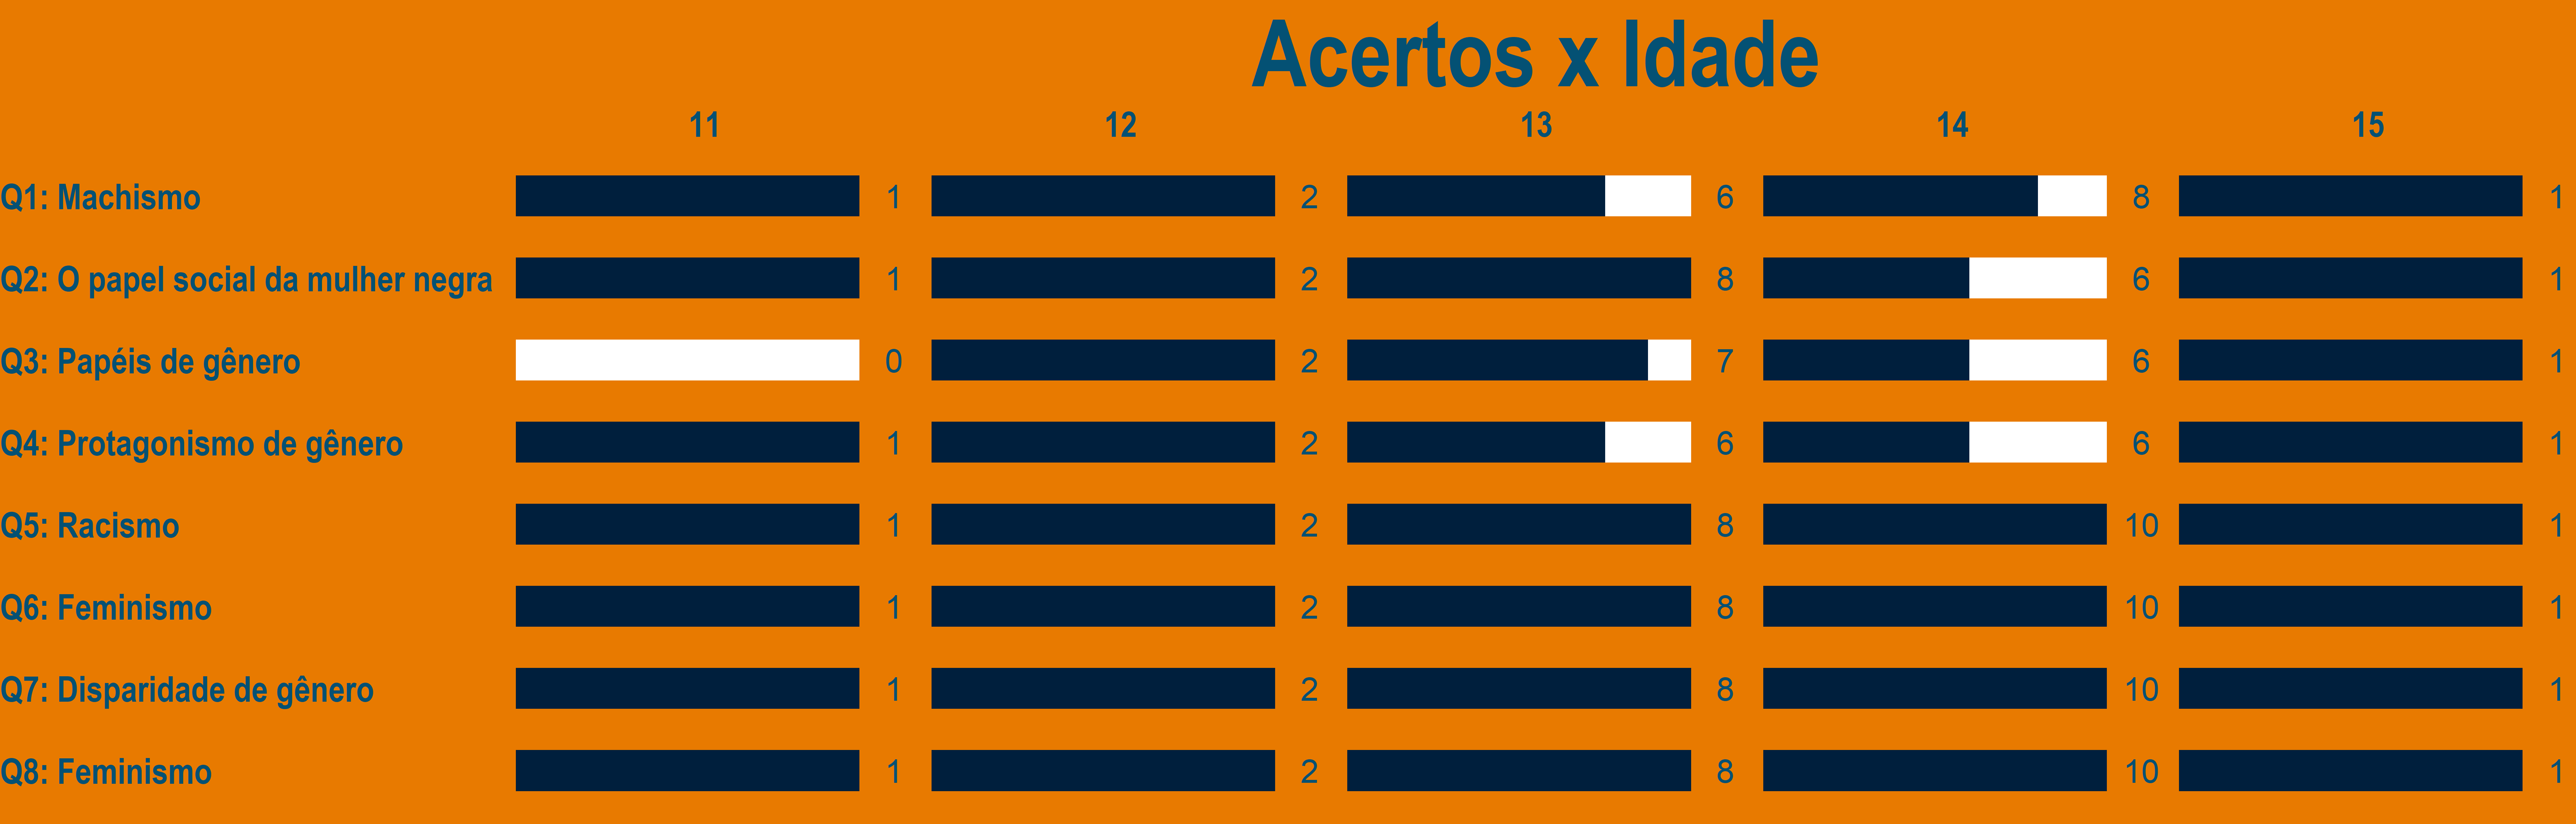 Acertos x Idade
11 12 13 14 15
Q1: Machismo 1 2 6 8 1
Q2: O papel social da mulher negra 1 2 8 6 1
Q3: Papéis de gênero 0 2 7 6 1
Q4: Protagonismo de gênero 1 2 6 6 1
Q5: Racismo 1 2 8 10 1
Q6: Feminismo 1 2 8 10 1
Q7: Disparidade de gênero 1 2 8 10 1
Q8: Feminismo 1 2 8 10 1